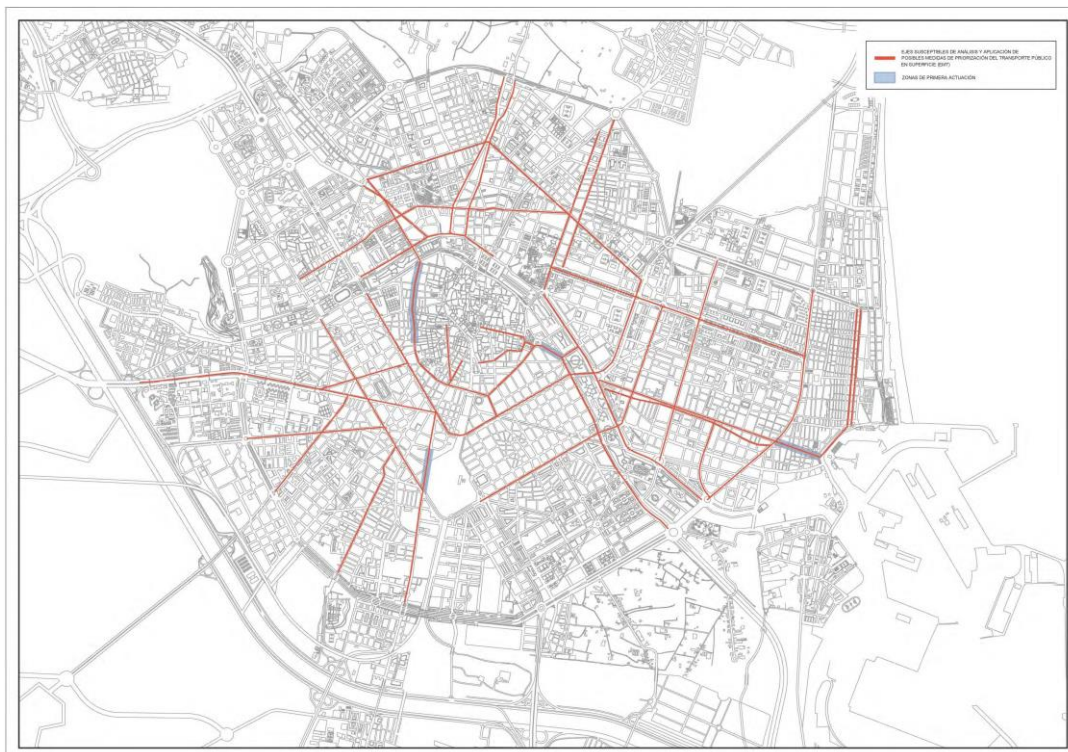 EJES SUSCEPTIBLES DE ANÁLISIS Y APLICACIÓN DE
POSIBLES MEDIDAS DE PRIORIZACIÓN DEL TRANSPORTE PÚBLICO
EN SUPERFICIE (EMT)
ZONAS DE PRIMERA ACTUACIÓN